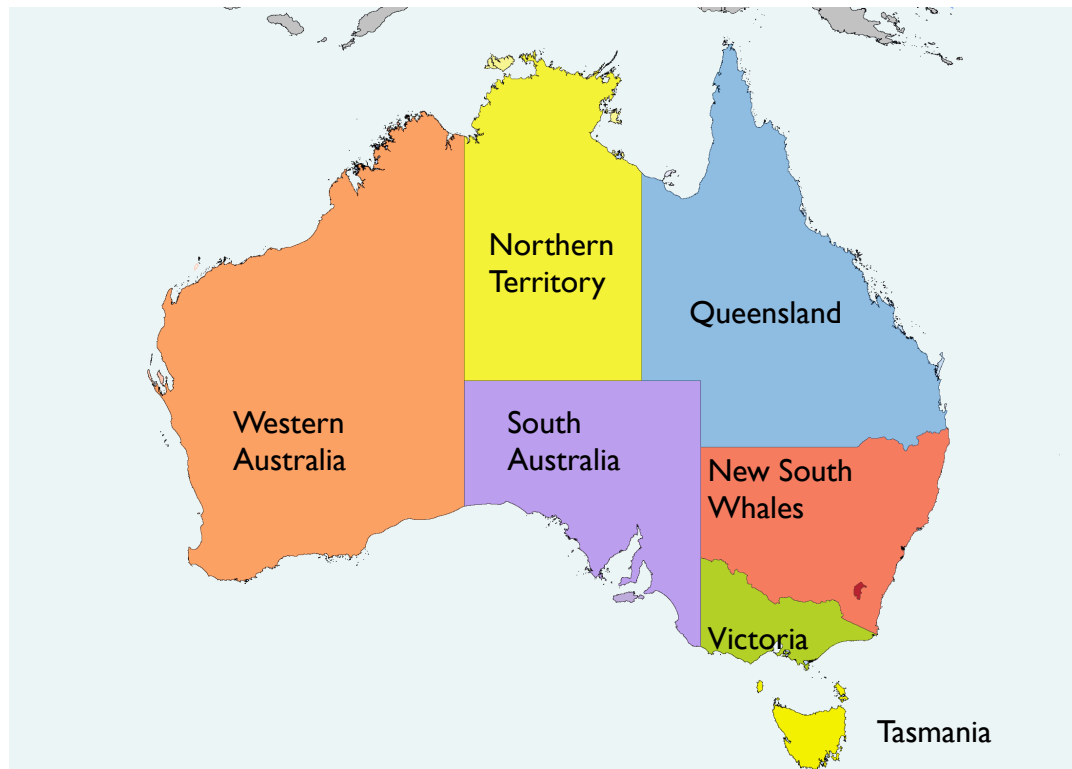 Northern
Territory
Queensland
Western
Australia
South
Australia
New South
Whales
Victoria
Tasmania